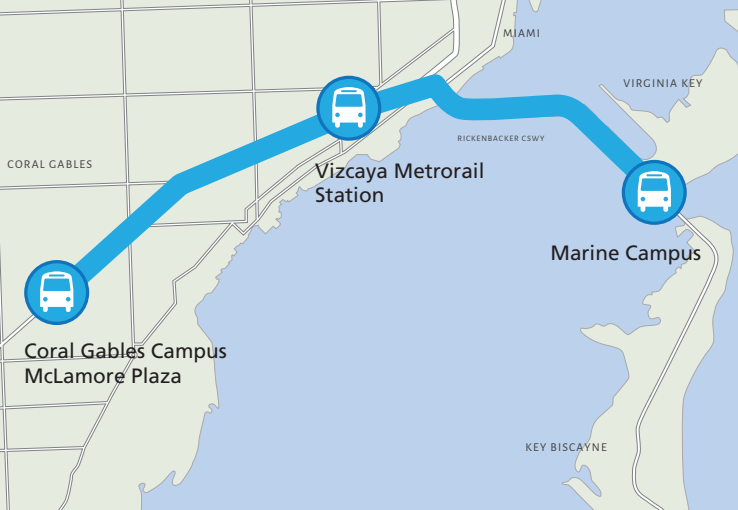 MIAMI
VIRGINIA KEY
RICKENBACKER CSWY
CORAL GABLES
Vizcaya Metrorail
Station
Marine Campus
Coral Gables Campus
McLamore Plaza
KEY BISCAYNE